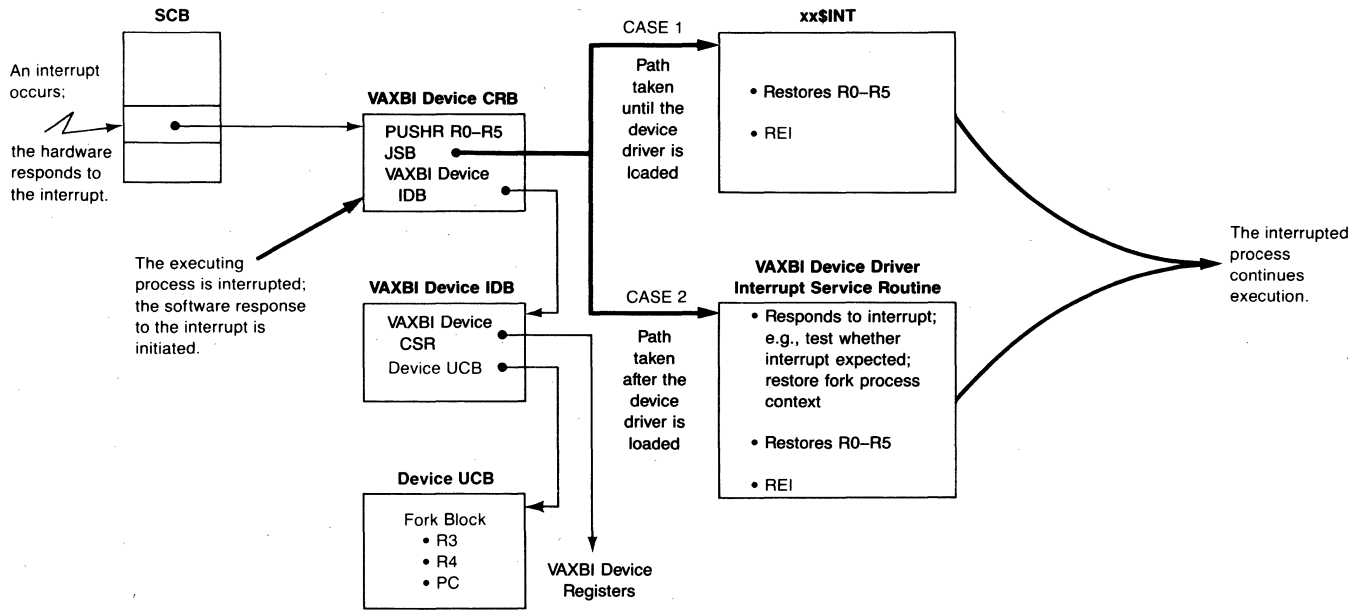 SCB
An interrupt
occurs;
the hardware
responds to
the interrupt.
The executing
process is interrupted;
the software response
to the interrupt is
initiated.
VAXBI Device CRB
PUSHR R0–R5
JSB
VAXBI Device
IDB
VAXBI Device IDB
VAXBI Device
CSR
Device UCB
Device UCB
Fork Block
• R3
• R4
• PC
VAXBI Device
Registers
CASE 1
Path
taken
until the
device
driver is
loaded
CASE 2
Path
taken
after the
device
driver is
loaded
xx$INT
• Restores R0–R5
• REI
VAXBI Device Driver
Interrupt Service Routine
• Responds to interrupt;
e.g., test whether
interrupt expected;
restore fork process
context
• Restores R0–R5
• REI
The interrupted
process
continues
execution.